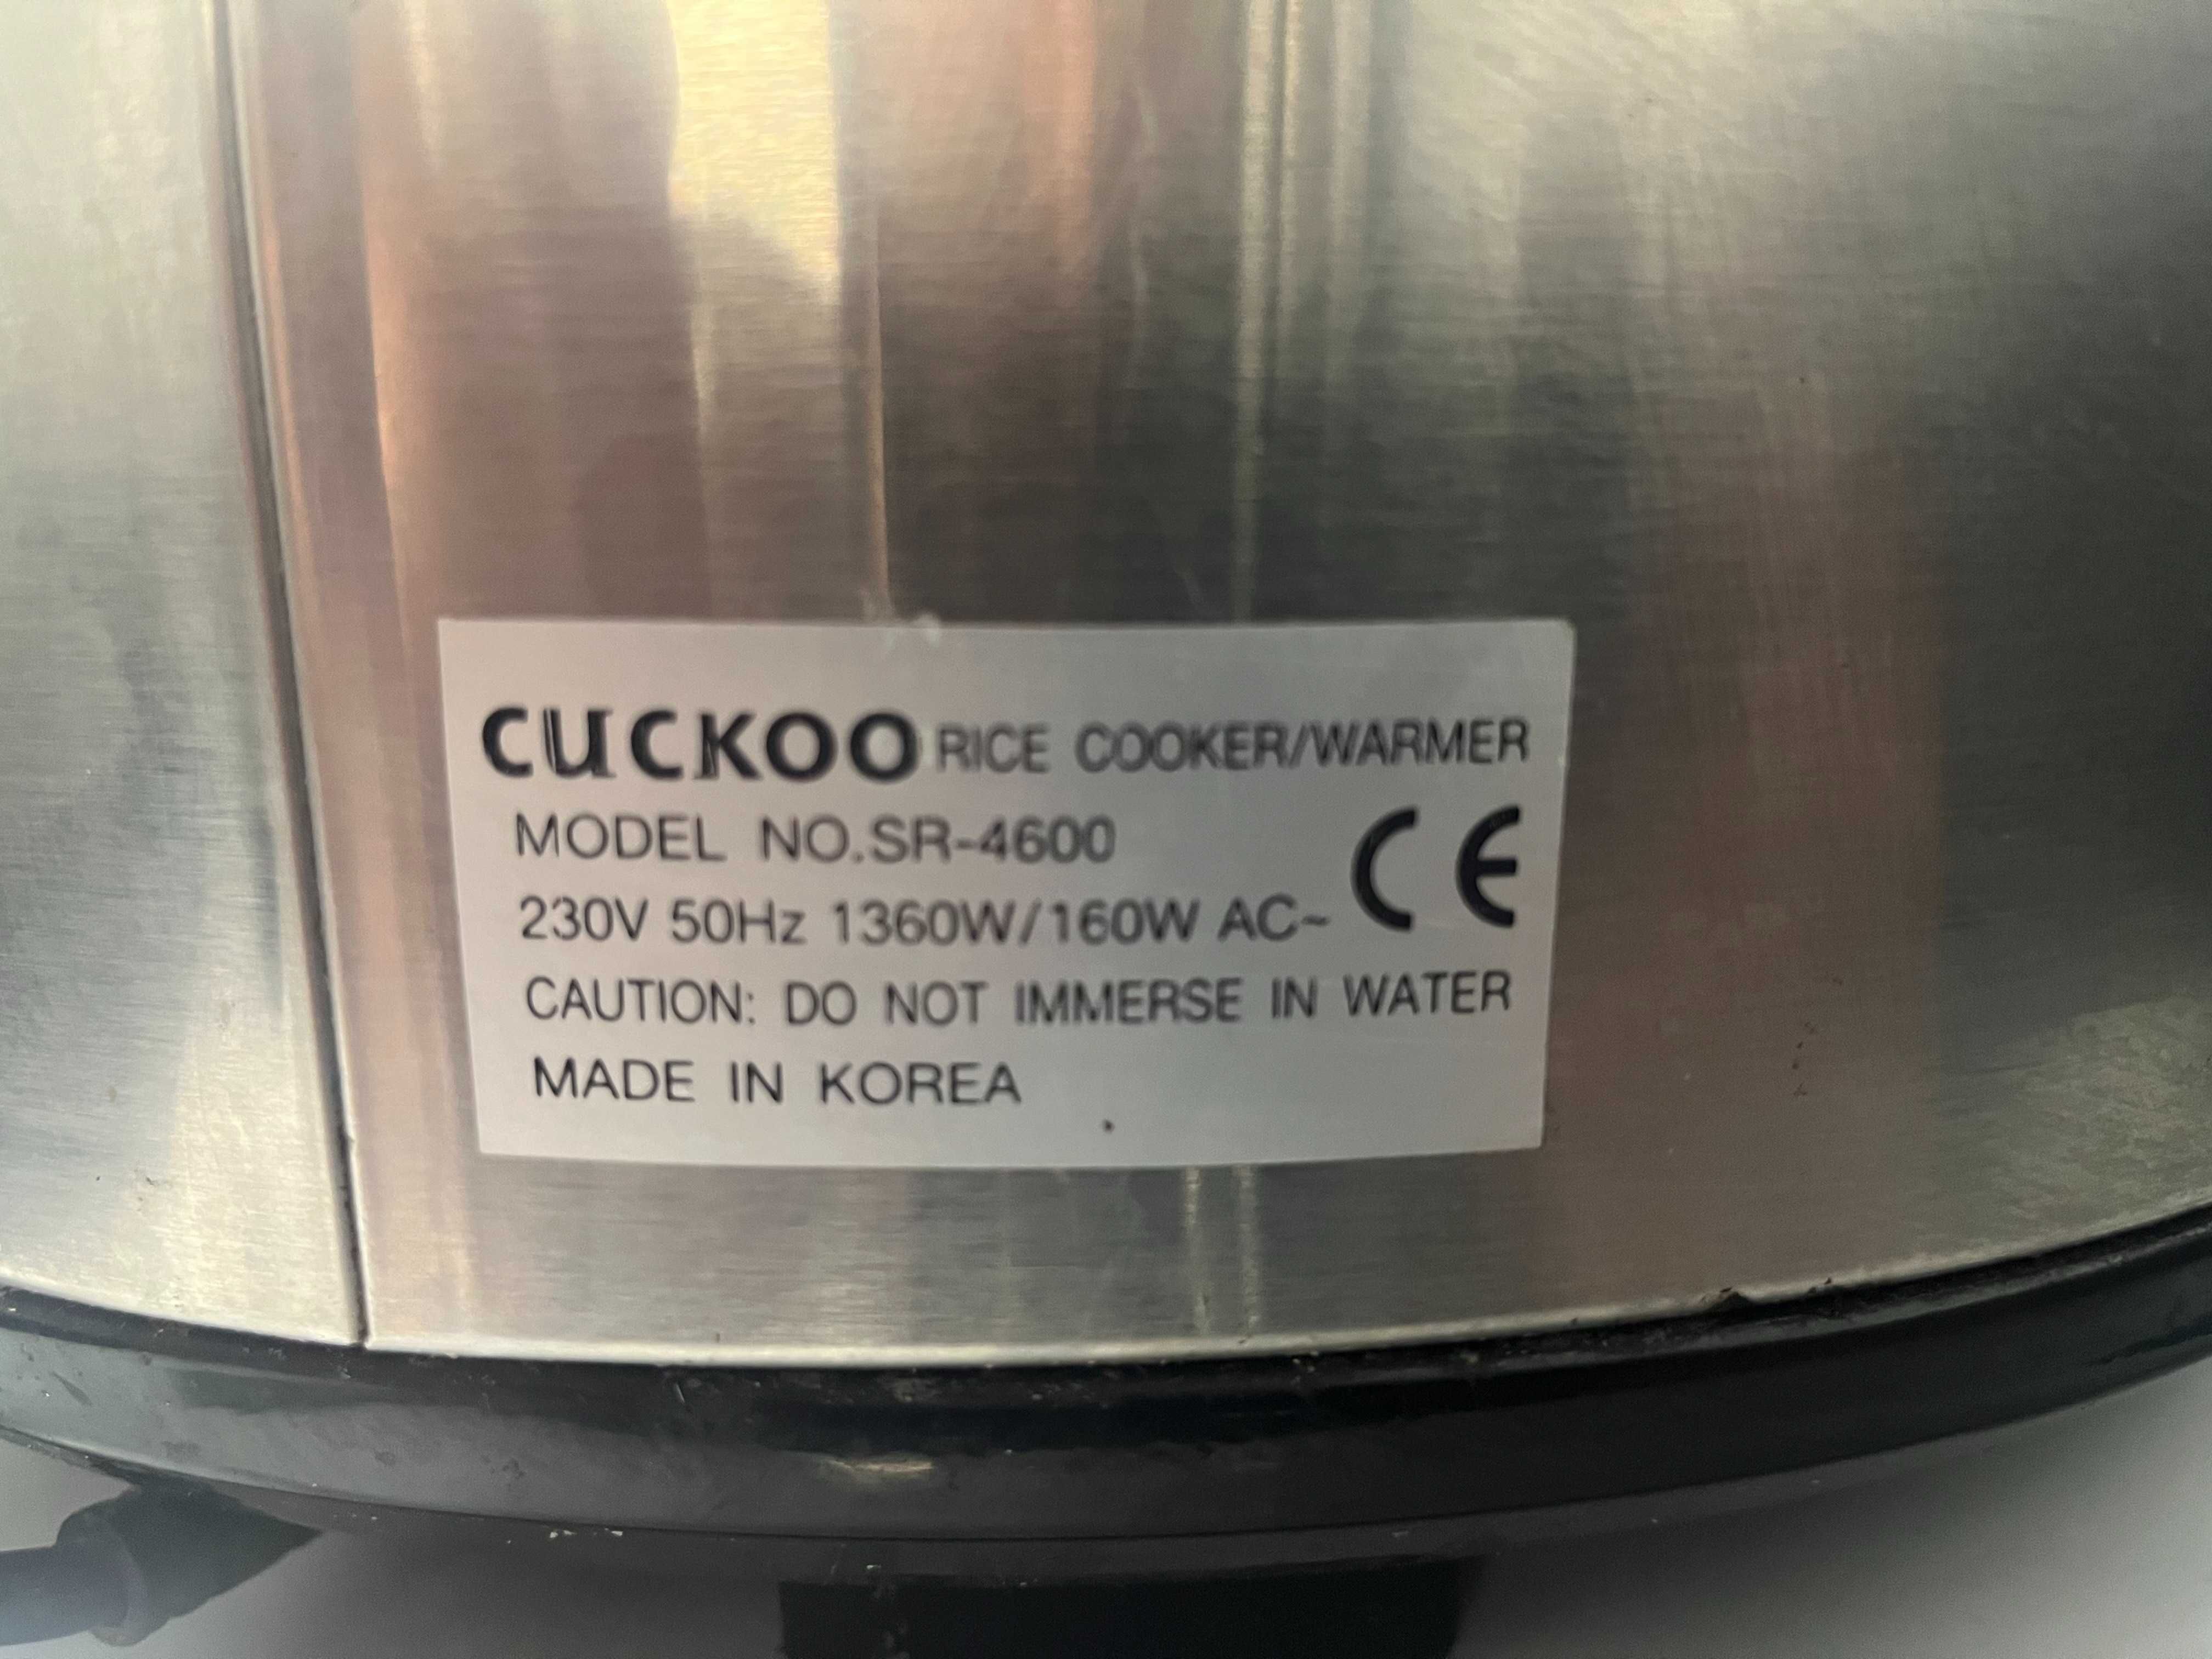 CUCKOO RICE COOKER/WARMER
MODEL NO.SR-4600
CE
230V 50Hz 1360W/160W AC~
CAUTION: DO NOT IMMERSE IN WATER
MADE IN KOREA